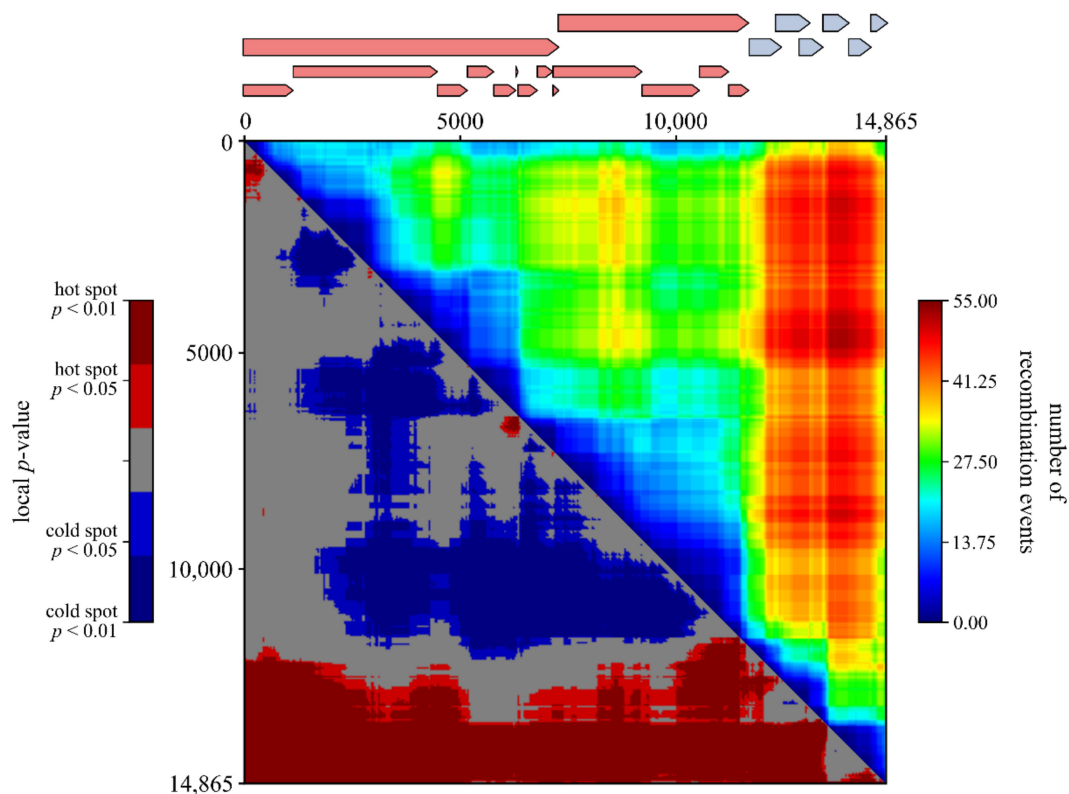 0
5000
10,000
14,865
0
5000
10,000
14,865
local p-value
hot spot
p < 0.01
hot spot
p < 0.05
cold spot
p < 0.05
cold spot
p < 0.01
55.00
41.25
27.50
13.75
0.00
number of
recombination events